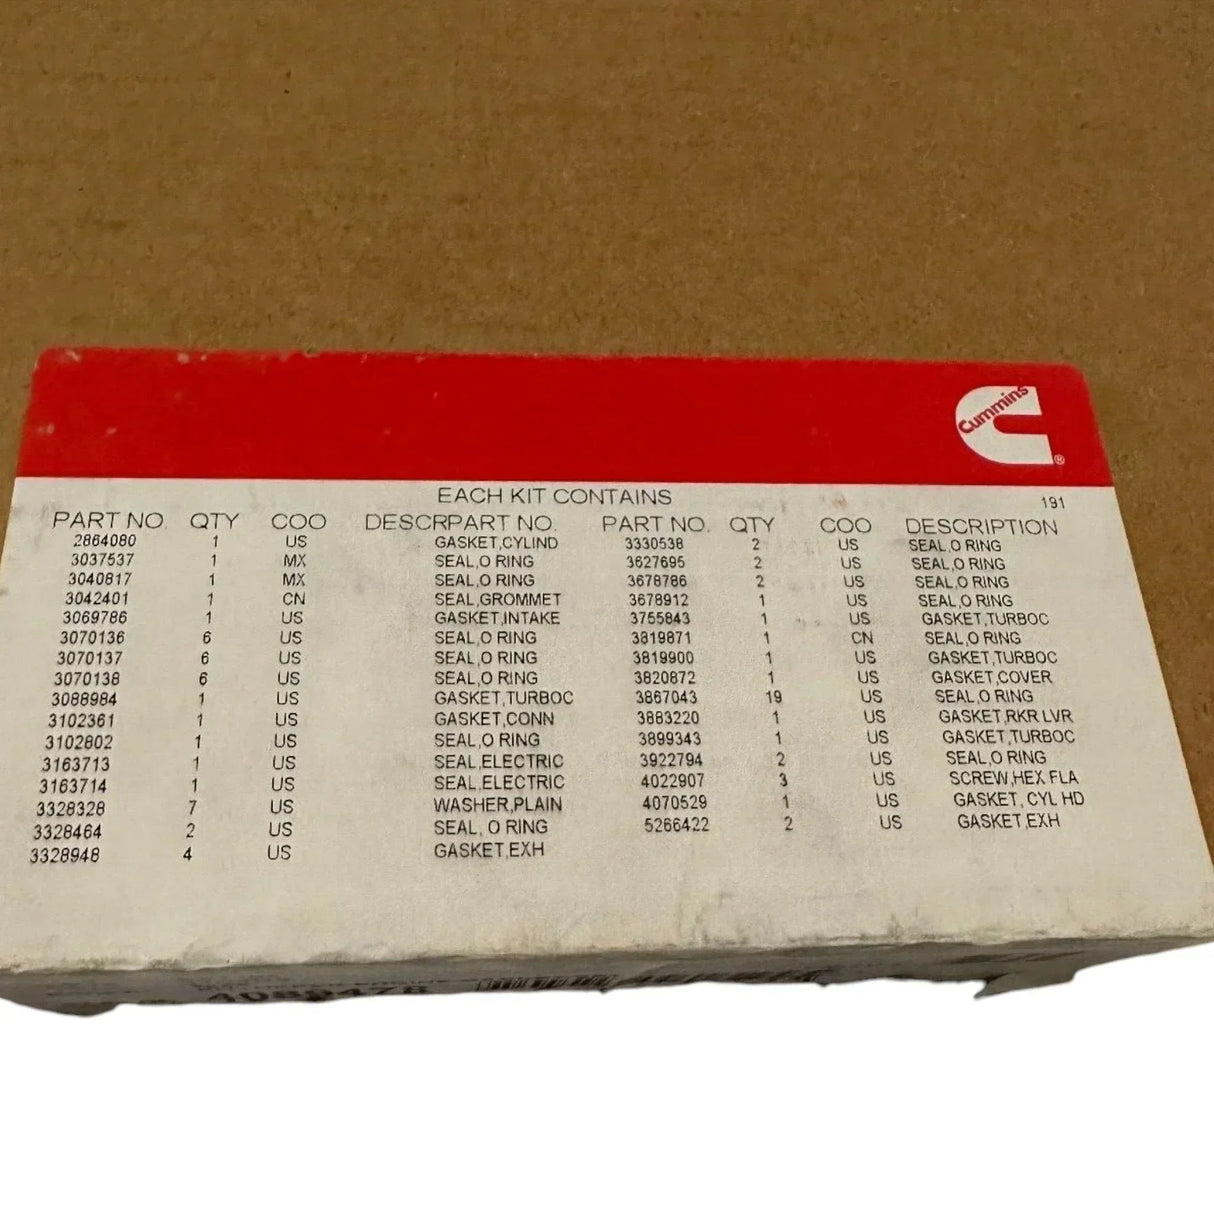 Cummins
®
EACH KIT CONTAINS 191
PART NO. QTY COO DESCRPART NO. PART NO. QTY COO DESCRIPTION
2864080 1 US GASKET,CYLIND 3330538 2 US SEAL,O RING
3037537 1 MX SEAL,O RING 3627695 2 US SEAL,O RING
3040817 1 MX SEAL,O RING 3678786 2 US SEAL,O RING
3042401 1 CN SEAL,GROMMET 3678912 1 US SEAL,O RING
3069786 1 US GASKET,INTAKE 3755843 1 US GASKET,TURBOC
3070136 6 US SEAL,O RING 3819871 1 CN SEAL,O RING
3070137 6 US SEAL,O RING 3819900 1 US GASKET,TURBOC
3070138 6 US SEAL,O RING 3820872 1 US GASKET,COVER
3088984 1 US GASKET,TURBOC 3867043 19 US SEAL,O RING
3102361 1 US GASKET,CONN 3883220 1 US GASKET,RKR LVR
3102802 1 US SEAL,O RING 3899343 1 US GASKET,TURBOC
3163713 1 US SEAL,ELECTRIC 3922794 2 US SEAL,O RING
3163714 1 US SEAL,ELECTRIC 4022907 3 US SCREW,HEX FLA
3328328 7 US WASHER,PLAIN 4070529 1 US GASKET, CYL HD
3328464 2 US SEAL, O RING 5266422 2 US GASKET,EXH
3328948 4 US GASKET,EXH
4089478